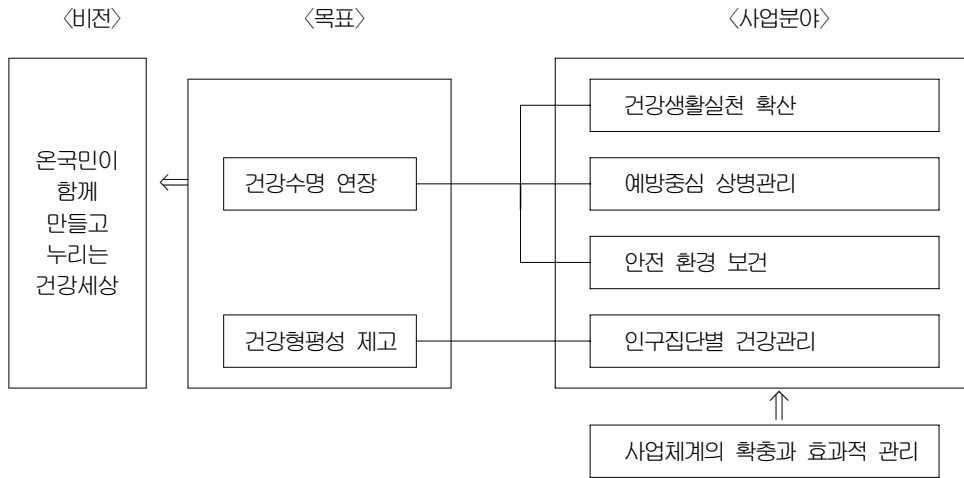 〈비전〉
〈목표〉
〈사업분야〉
온국민이
함께
만들고
누리는
건강세상
⇐
건강수명 연장
건강형평성 제고
건강생활실천 확산
예방중심 상병관리
안전 환경 보건
인구집단별 건강관리
⇑
사업체계의 확충과 효과적 관리